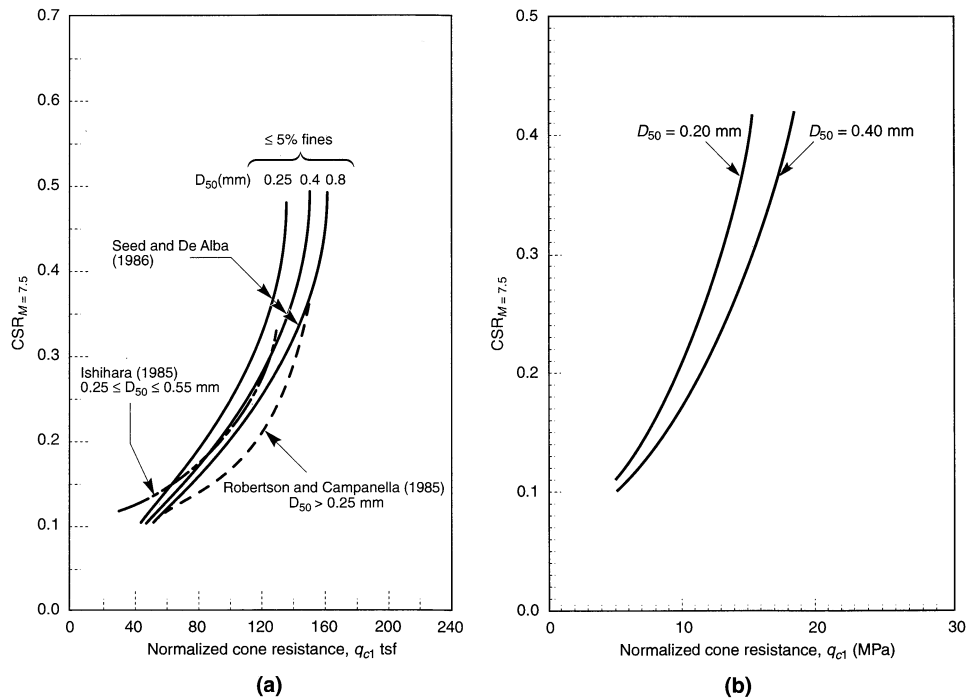 0.7
0.6
0.5
0.4
0.3
0.2
0.1
0.0
CSR M = 7.5
≤ 5% fines
D50(mm) 0.25 0.4 0.8
Seed and De Alba
(1986)
Ishihara (1985)
0.25 ≤ D50 ≤ 0.55 mm
Robertson and Campanella (1985)
D50 > 0.25 mm
0 40 80 120 160 200 240
Normalized cone resistance, qc1 tsf
(a)
0.5
0.4
0.3
0.2
0.1
0.0
CSR M = 7.5
D50 = 0.20 mm
D50 = 0.40 mm
0 10 20 30
Normalized cone resistance, qc1 (MPa)
(b)